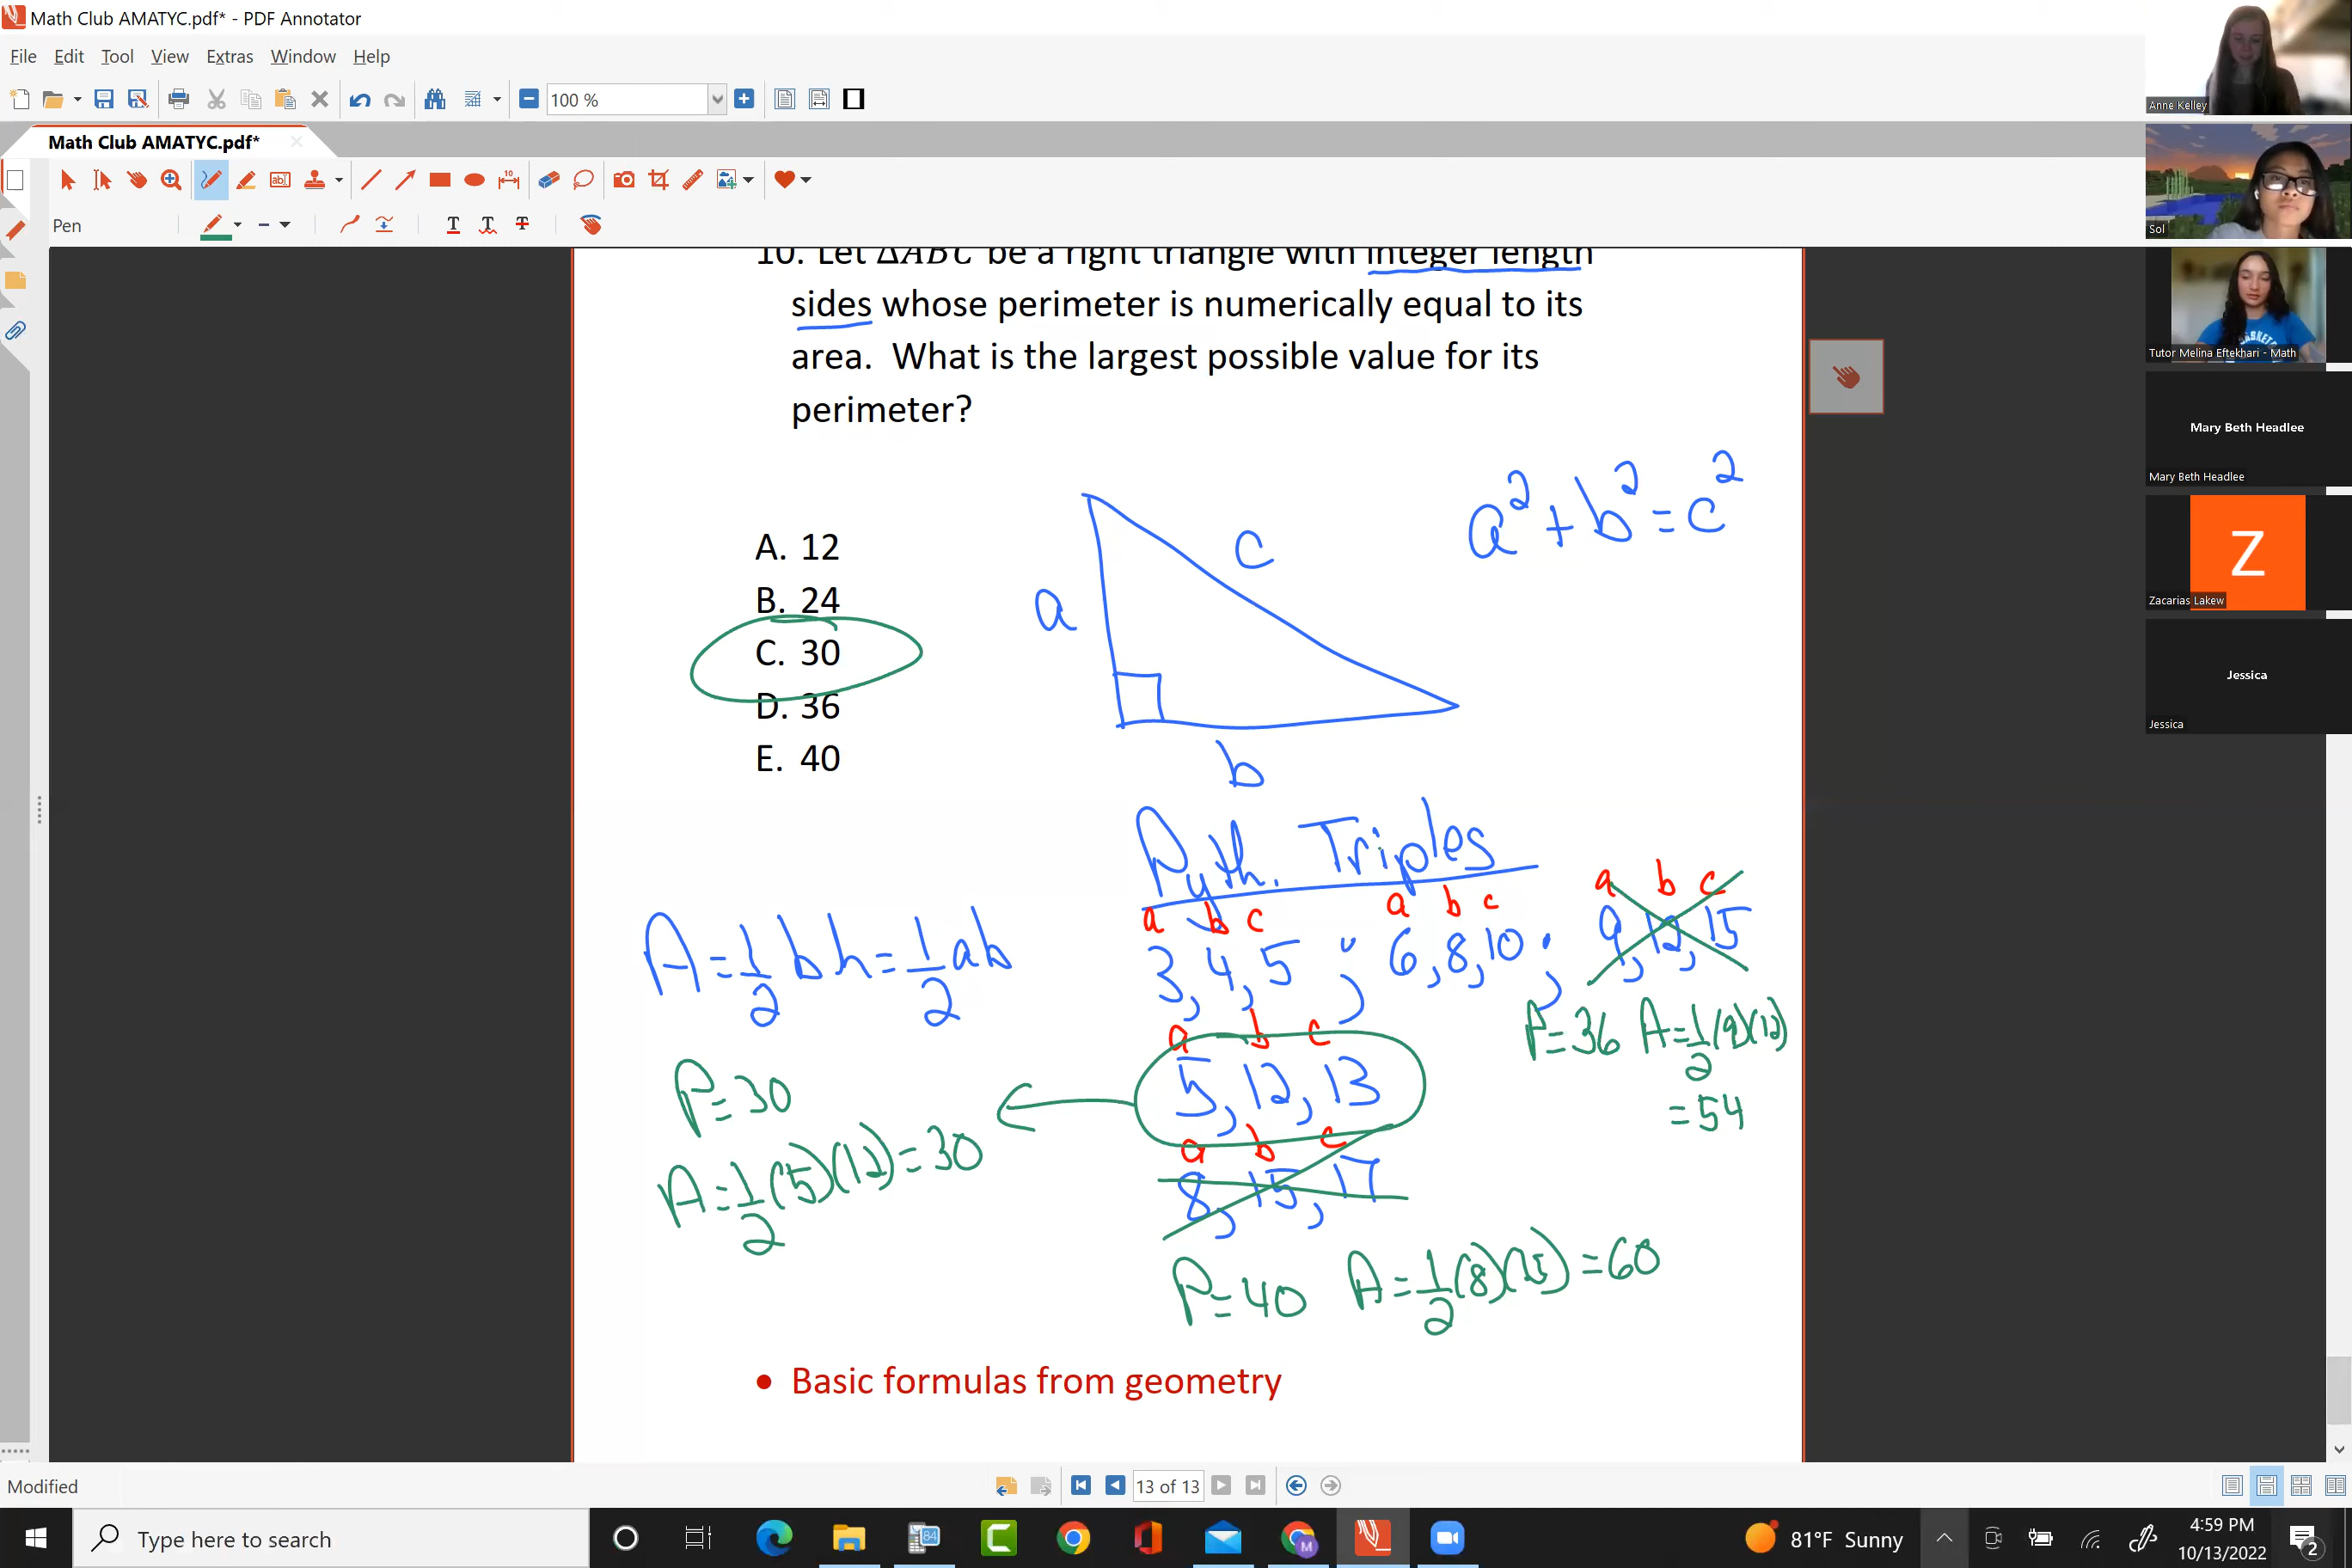 Math Club AMATYC.pdf* - PDF Annotator
File Edit Tool View Extras Window Help
100 %
Math Club AMATYC.pdf*
Pen
10. Let ΔABC be a right triangle with integer length
sides whose perimeter is numerically equal to its
area. What is the largest possible value for its
perimeter?
A. 12
B. 24
C. 30
D. 36
E. 40
a
b
c
a² + b² = c²
Pyth. Triples
a b c
a b c
a b c
3, 4, 5 ; 6, 8, 10 ; 9, 12, 15
A = 1/2 bh = 1/2 ab
P = 36 A = 1/2 (9)(12)
= 54
a b c
5, 12, 13
P = 30
A = 1/2 (5)(12) = 30
a b c
8, 15, 17
P = 40 A = 1/2 (8)(15) = 60
• Basic formulas from geometry
Anne Kelley
Sol
Tutor Melina Eftekhari - Math
Mary Beth Headlee
Mary Beth Headlee
Z
Zacarias Lakew
Jessica
Jessica
Modified
13 of 13
Type here to search
84
M
81°F Sunny
4:59 PM
10/13/2022
2